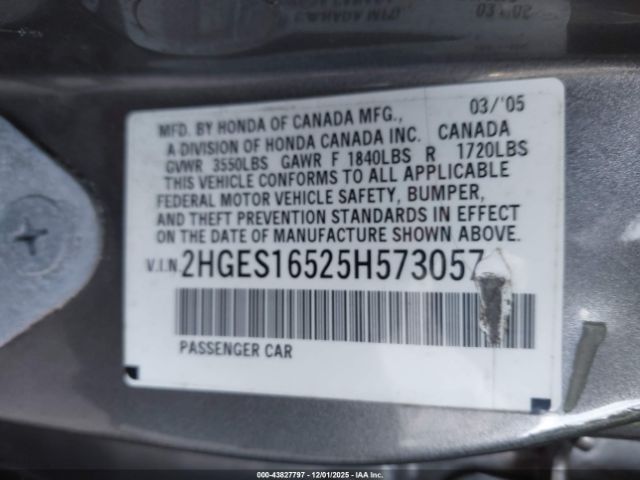 03/'05
MFD. BY HONDA OF CANADA MFG.,
A DIVISION OF HONDA CANADA INC. CANADA
GVWR 3550LBS GAWR F 1840LBS R 1720LBS
THIS VEHICLE CONFORMS TO ALL APPLICABLE
FEDERAL MOTOR VEHICLE SAFETY, BUMPER,
AND THEFT PREVENTION STANDARDS IN EFFECT
ON THE DATE OF MANUFACTURE SHOWN ABOVE.
V.I.N. 2HGES16525H573057
PASSENGER CAR
000-43827797 - 12/01/2025 - IAA Inc.